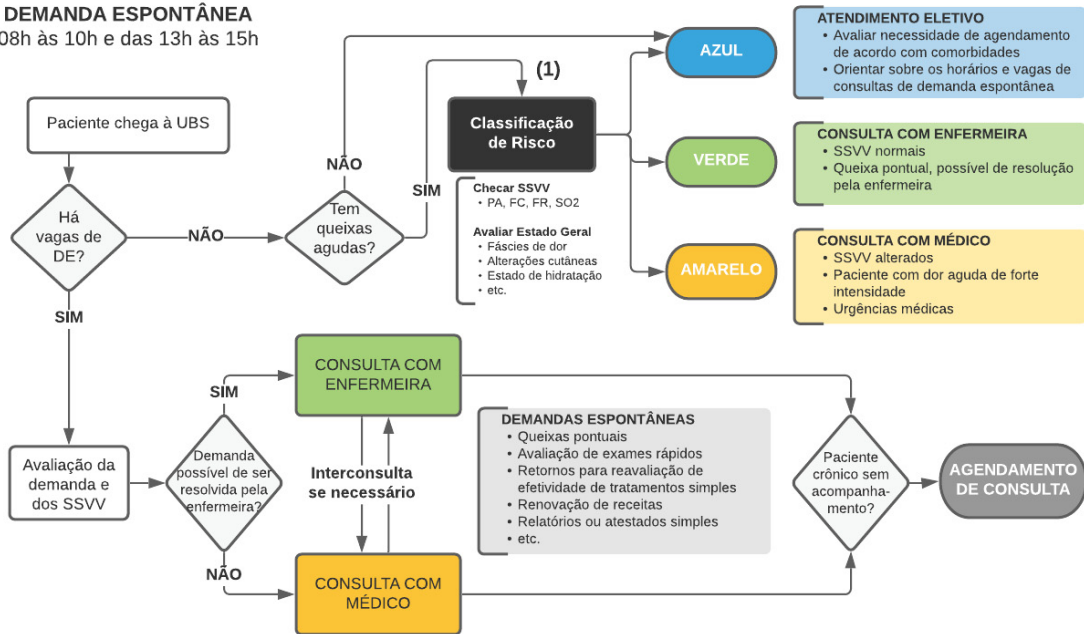 DEMANDA ESPONTÂNEA
08h às 10h e das 13h às 15h
Paciente chega à UBS
Há
vagas de
DE?
NÃO
SIM
Tem
queixas
agudas?
NÃO
SIM
(1)
Classificação
de Risco
Checar SSVV
• PA, FC, FR, SO2
Avaliar Estado Geral
• Fáscies de dor
• Alterações cutâneas
• Estado de hidratação
• etc.
AZUL
VERDE
AMARELO
ATENDIMENTO ELETIVO
• Avaliar necessidade de agendamento
de acordo com comorbidades
• Orientar sobre os horários e vagas de
consultas de demanda espontânea
CONSULTA COM ENFERMEIRA
• SSVV normais
• Queixa pontual, possível de resolução
pela enfermeira
CONSULTA COM MÉDICO
• SSVV alterados
• Paciente com dor aguda de forte
intensidade
• Urgências médicas
Avaliação da
demanda e
dos SSVV
Demanda
possível de ser
resolvida pela
enfermeira?
SIM
NÃO
CONSULTA COM
ENFERMEIRA
Interconsulta
se necessário
CONSULTA COM
MÉDICO
DEMANDAS ESPONTÂNEAS
• Queixas pontuais
• Avaliação de exames rápidos
• Retornos para reavaliação de
efetividade de tratamentos simples
• Renovação de receitas
• Relatórios ou atestados simples
• etc.
Paciente
crônico sem
acompanha-
mento?
AGENDAMENTO
DE CONSULTA